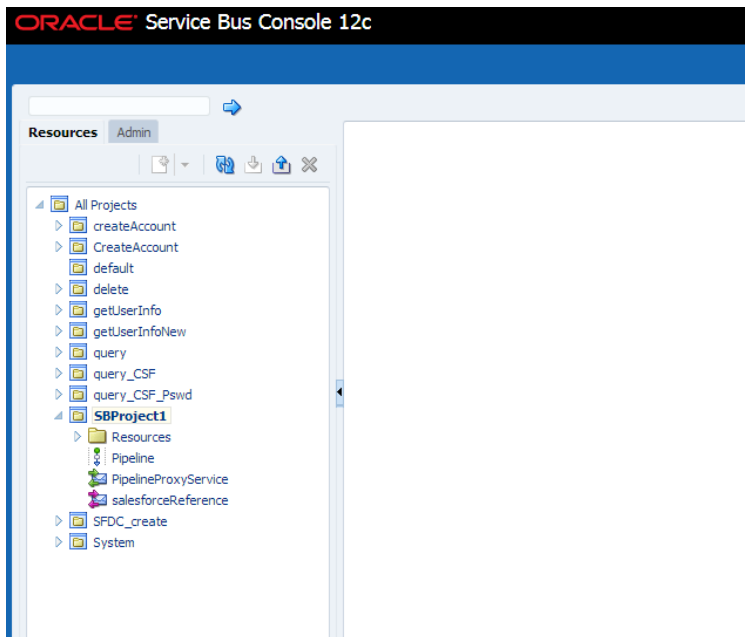 ORACLE Service Bus Console 12c
Resources Admin
All Projects
createAccount
CreateAccount
default
delete
getUserInfo
getUserInfoNew
query
query_CSF
query_CSF_Pswd
SBProject1
Resources
Pipeline
PipelineProxyService
salesforceReference
SFDC_create
System